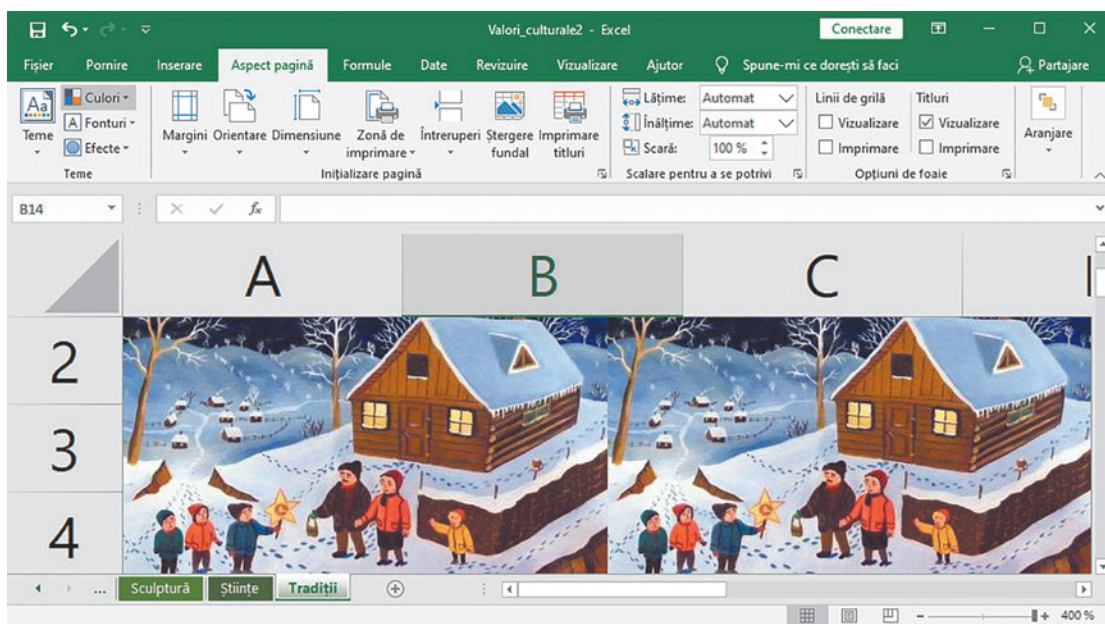 Valori_culturale2 - Excel
Conectare
Fișier Pornire Inserare Aspect pagină Formule Date Revizuire Vizualizare Ajutor Spune-mi ce dorești să faci Partajare
Aa Culori
A Fonturi
Efecte
Teme
Teme
Margini Orientare Dimensiune Zonă de imprimare Întreruperi Ștergere fundal Imprimare titluri
Inițializare pagină
Lățime: Automat
Înălțime: Automat
Scară: 100 %
Scalare pentru a se potrivi
Linii de grilă Titluri
Vizualizare Vizualizare
Imprimare Imprimare
Opțiuni de foaie
Aranjare
B14 fx
A B C
2
3
4
... Sculptură Științe Tradiții
400 %